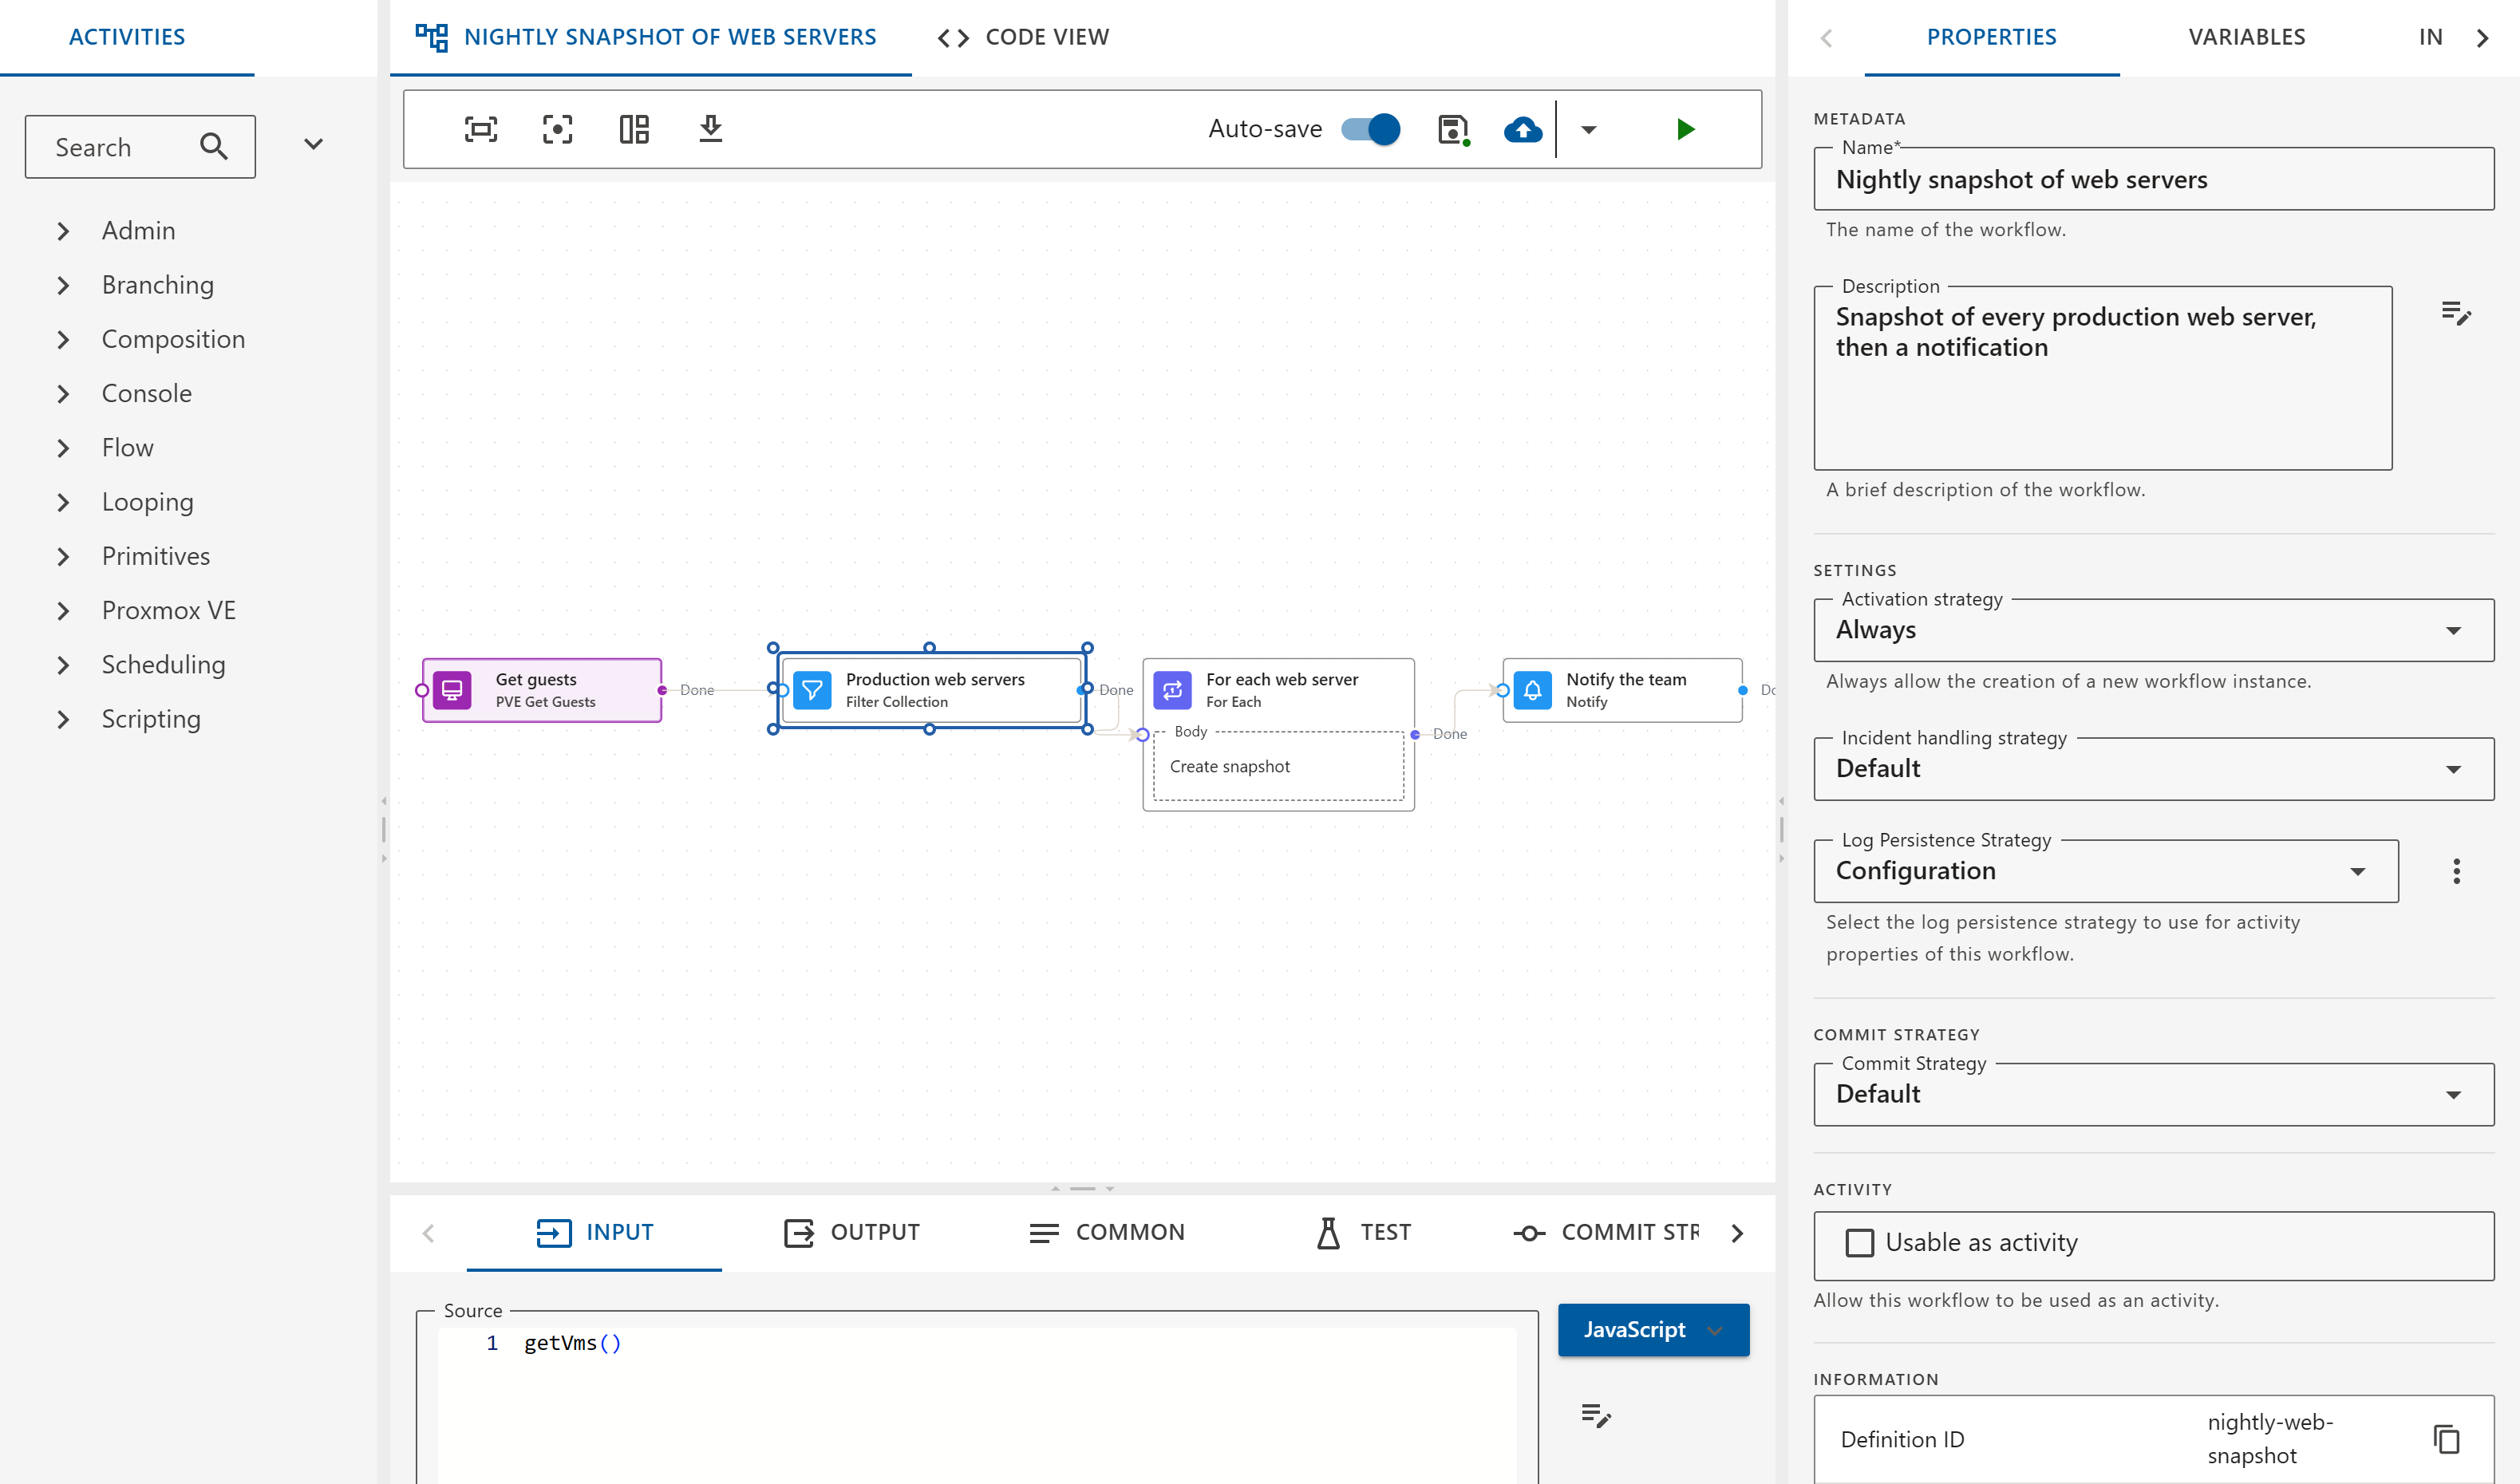 ACTIVITIES
Search
Admin
Branching
Composition
Console
Flow
Looping
Primitives
Proxmox VE
Scheduling
Scripting
NIGHTLY SNAPSHOT OF WEB SERVERS
CODE VIEW
Auto-save
Get guests
PVE Get Guests
Done
Production web servers
Filter Collection
Done
For each web server
For Each
Body
Create snapshot
Done
Notify the team
Notify
INPUT
OUTPUT
COMMON
TEST
COMMIT STR
Source
1 getVms()
JavaScript
PROPERTIES
VARIABLES
IN
METADATA
Name*
Nightly snapshot of web servers
The name of the workflow.
Description
Snapshot of every production web server,
then a notification
A brief description of the workflow.
SETTINGS
Activation strategy
Always
Always allow the creation of a new workflow instance.
Incident handling strategy
Default
Log Persistence Strategy
Configuration
Select the log persistence strategy to use for activity
properties of this workflow.
COMMIT STRATEGY
Commit Strategy
Default
ACTIVITY
Usable as activity
Allow this workflow to be used as an activity.
INFORMATION
Definition ID
nightly-web-
snapshot